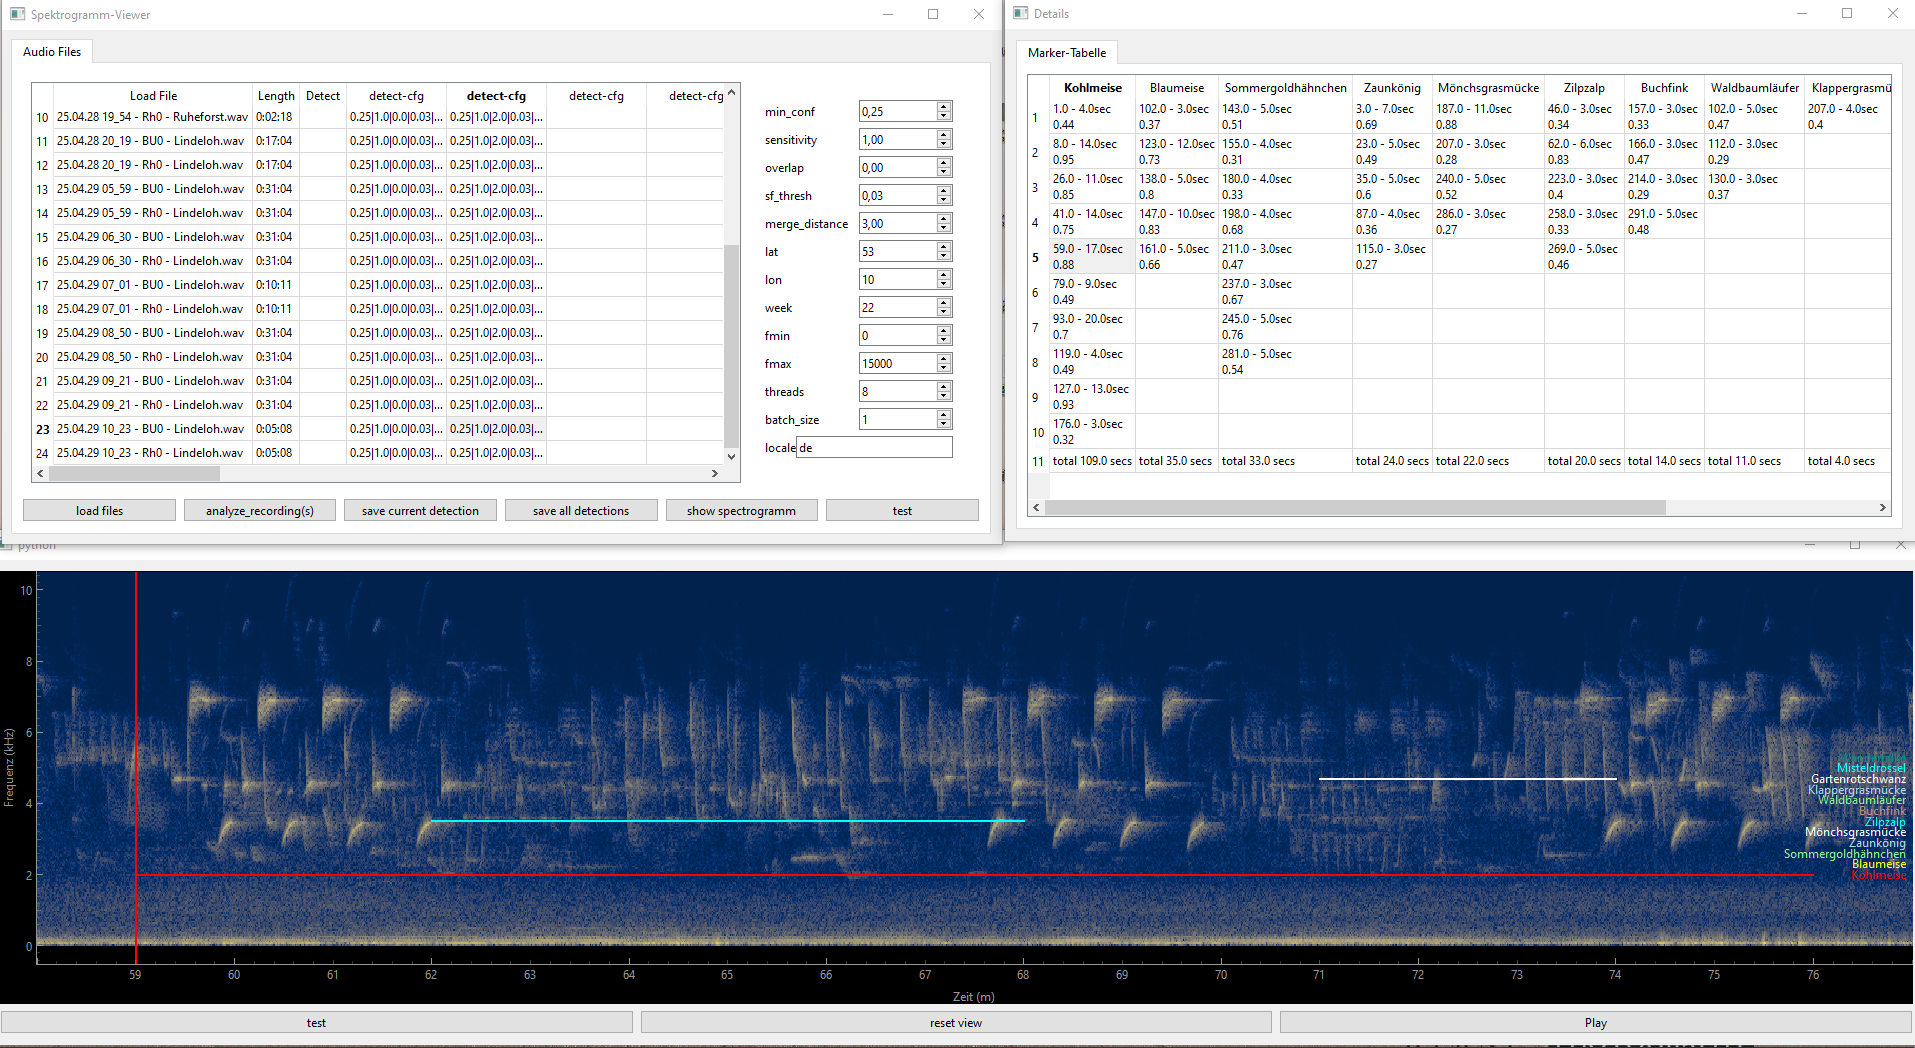 Spektrogramm-Viewer
Audio Files
Load File Length Detect detect-cfg detect-cfg detect-cfg detect-cfg
10 25.04.28 19_54 - Rh0 - Ruheforst.wav 0:02:18 0.25|1.0|0.0|0.03|... 0.25|1.0|2.0|0.03|...
11 25.04.28 20_19 - BU0 - Lindeloh.wav 0:17:04 0.25|1.0|0.0|0.03|... 0.25|1.0|2.0|0.03|...
12 25.04.28 20_19 - Rh0 - Lindeloh.wav 0:17:04 0.25|1.0|0.0|0.03|... 0.25|1.0|2.0|0.03|...
13 25.04.29 05_59 - BU0 - Lindeloh.wav 0:31:04 0.25|1.0|0.0|0.03|... 0.25|1.0|2.0|0.03|...
14 25.04.29 05_59 - Rh0 - Lindeloh.wav 0:31:04 0.25|1.0|0.0|0.03|... 0.25|1.0|2.0|0.03|...
15 25.04.29 06_30 - BU0 - Lindeloh.wav 0:31:04 0.25|1.0|0.0|0.03|... 0.25|1.0|2.0|0.03|...
16 25.04.29 06_30 - Rh0 - Lindeloh.wav 0:31:04 0.25|1.0|0.0|0.03|... 0.25|1.0|2.0|0.03|...
17 25.04.29 07_01 - BU0 - Lindeloh.wav 0:10:11 0.25|1.0|0.0|0.03|... 0.25|1.0|2.0|0.03|...
18 25.04.29 07_01 - Rh0 - Lindeloh.wav 0:10:11 0.25|1.0|0.0|0.03|... 0.25|1.0|2.0|0.03|...
19 25.04.29 08_50 - BU0 - Lindeloh.wav 0:31:04 0.25|1.0|0.0|0.03|... 0.25|1.0|2.0|0.03|...
20 25.04.29 08_50 - Rh0 - Lindeloh.wav 0:31:04 0.25|1.0|0.0|0.03|... 0.25|1.0|2.0|0.03|...
21 25.04.29 09_21 - BU0 - Lindeloh.wav 0:31:04 0.25|1.0|0.0|0.03|... 0.25|1.0|2.0|0.03|...
22 25.04.29 09_21 - Rh0 - Lindeloh.wav 0:31:04 0.25|1.0|0.0|0.03|... 0.25|1.0|2.0|0.03|...
23 25.04.29 10_23 - BU0 - Lindeloh.wav 0:05:08 0.25|1.0|0.0|0.03|... 0.25|1.0|2.0|0.03|...
24 25.04.29 10_23 - Rh0 - Lindeloh.wav 0:05:08 0.25|1.0|0.0|0.03|... 0.25|1.0|2.0|0.03|...
min_conf 0,25
sensitivity 1,00
overlap 0,00
sf_thresh 0,03
merge_distance 3,00
lat 53
lon 10
week 22
fmin 0
fmax 15000
threads 8
batch_size 1
locale de
load files analyze_recording(s) save current detection save all detections show spectrogramm test
Details
Marker-Tabelle
Kohlmeise Blaumeise Sommergoldhähnchen Zaunkönig Mönchsgrasmücke Zilpzalp Buchfink Waldbaumläufer Klappergrasmü
1 1.0 - 4.0sec 102.0 - 3.0sec 143.0 - 5.0sec 3.0 - 7.0sec 187.0 - 11.0sec 46.0 - 3.0sec 157.0 - 3.0sec 102.0 - 5.0sec 207.0 - 4.0sec
0.44 0.37 0.51 0.69 0.88 0.34 0.33 0.47 0.4
2 8.0 - 14.0sec 123.0 - 12.0sec 155.0 - 4.0sec 23.0 - 5.0sec 207.0 - 3.0sec 62.0 - 6.0sec 166.0 - 3.0sec 112.0 - 3.0sec
0.95 0.73 0.31 0.49 0.28 0.83 0.47 0.29
3 26.0 - 11.0sec 138.0 - 5.0sec 180.0 - 4.0sec 35.0 - 5.0sec 240.0 - 5.0sec 223.0 - 4.0sec 214.0 - 3.0sec 130.0 - 3.0sec
0.85 0.8 0.33 0.6 0.52 0.4 0.29 0.37
4 41.0 - 14.0sec 147.0 - 10.0sec 198.0 - 4.0sec 87.0 - 4.0sec 286.0 - 3.0sec 258.0 - 3.0sec 291.0 - 5.0sec
0.75 0.83 0.68 0.36 0.27 0.33 0.48
5 59.0 - 17.0sec 161.0 - 5.0sec 211.0 - 3.0sec 115.0 - 3.0sec 269.0 - 5.0sec
0.88 0.66 0.47 0.27 0.46
6 79.0 - 9.0sec 237.0 - 3.0sec
0.49 0.67
7 93.0 - 20.0sec 245.0 - 5.0sec
0.7 0.76
8 119.0 - 4.0sec 281.0 - 5.0sec
0.49 0.54
9 127.0 - 13.0sec
0.93
10 176.0 - 3.0sec
0.32
11 total 109.0 secs total 35.0 secs total 33.0 secs total 24.0 secs total 22.0 secs total 20.0 secs total 14.0 secs total 11.0 secs total 4.0 secs
python
Frequenz (kHz)
10
8
6
4
2
0
Misteldrossel
Gartenrotschwanz
Klappergrasmücke
Waldbaumläufer
Buchfink
Zilpzalp
Mönchsgrasmücke
Zaunkönig
Sommergoldhähnchen
Blaumeise
Kohlmeise
59 60 61 62 63 64 65 66 67 68 69 70 71 72 73 74 75 76
Zeit (m)
test reset view Play